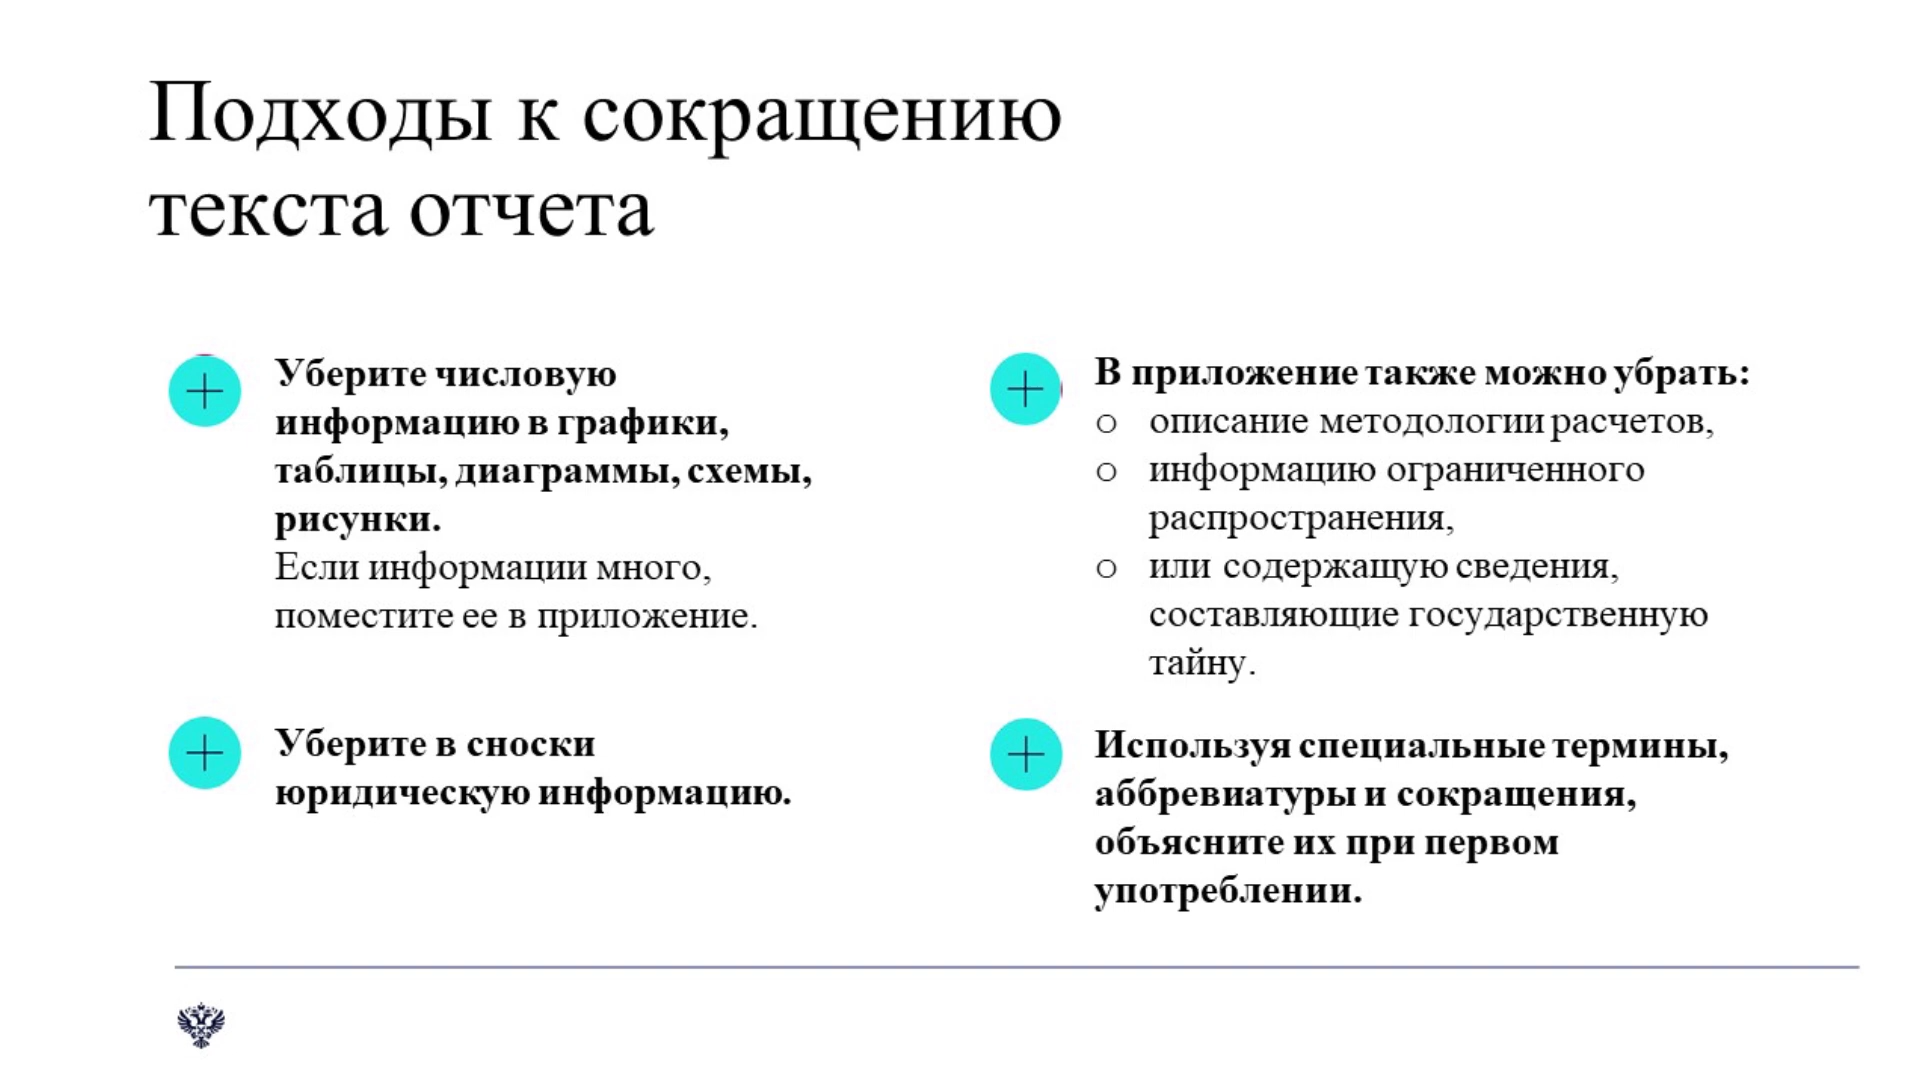 Подходы к сокращению
текста отчета
Уберите числовую
информацию в графики,
таблицы, диаграммы, схемы,
рисунки.
Если информации много,
поместите ее в приложение.
В приложение также можно убрать:
o описание методологии расчетов,
o информацию ограниченного
распространения,
o или содержащую сведения,
составляющие государственную
тайну.
Уберите в сноски
юридическую информацию.
Используя специальные термины,
аббревиатуры и сокращения,
объясните их при первом
употреблении.